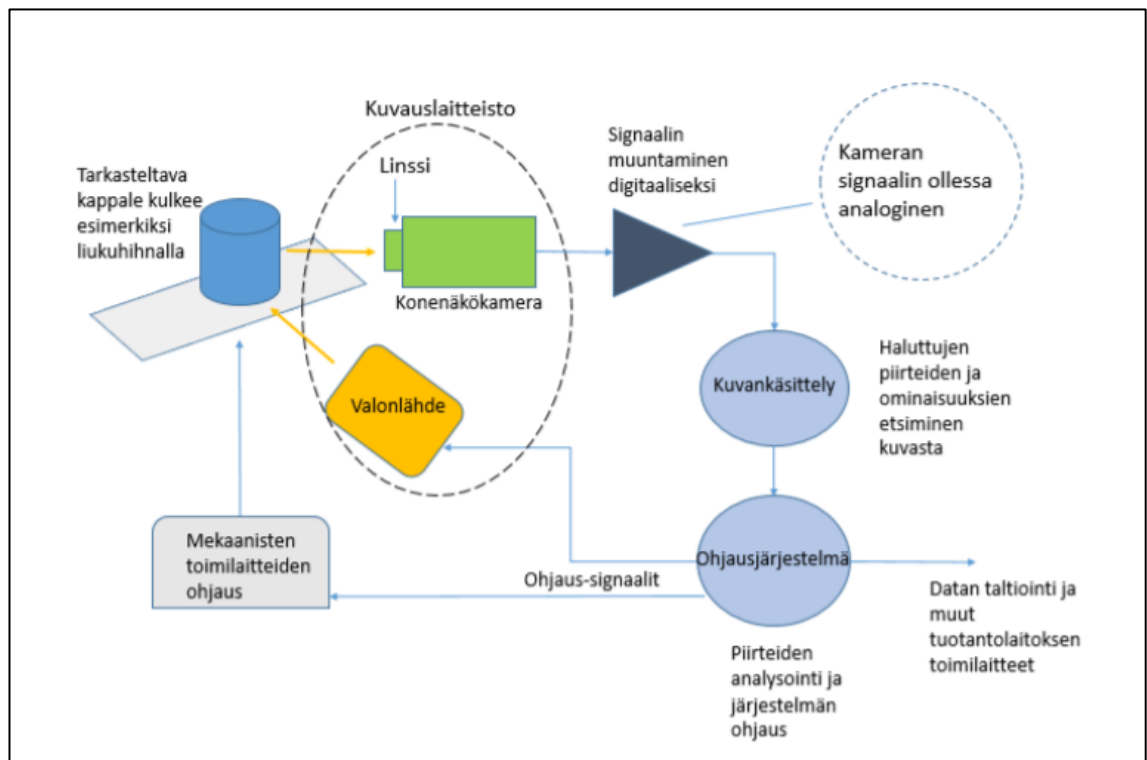 Kuvauslaitteisto
Linssi
Tarkasteltava
kappale kulkee
esimerkiksi
liukuhihnalla
Konenäkökamera
Signaalin
muuntaminen
digitaaliseksi
Kameran
signaalin ollessa
analoginen
Valonlähde
Kuvankäsittely
Haluttujen
piirteiden ja
ominaisuuksien
etsiminen
kuvasta
Mekaanisten
toimilaitteiden
ohjaus
Ohjaus-signaalit
Ohjausjärjestelmä
Piirteiden
analysointi ja
järjestelmän
ohjaus
Datan taltiointi ja
muut
tuotantolaitoksen
toimilaitteet